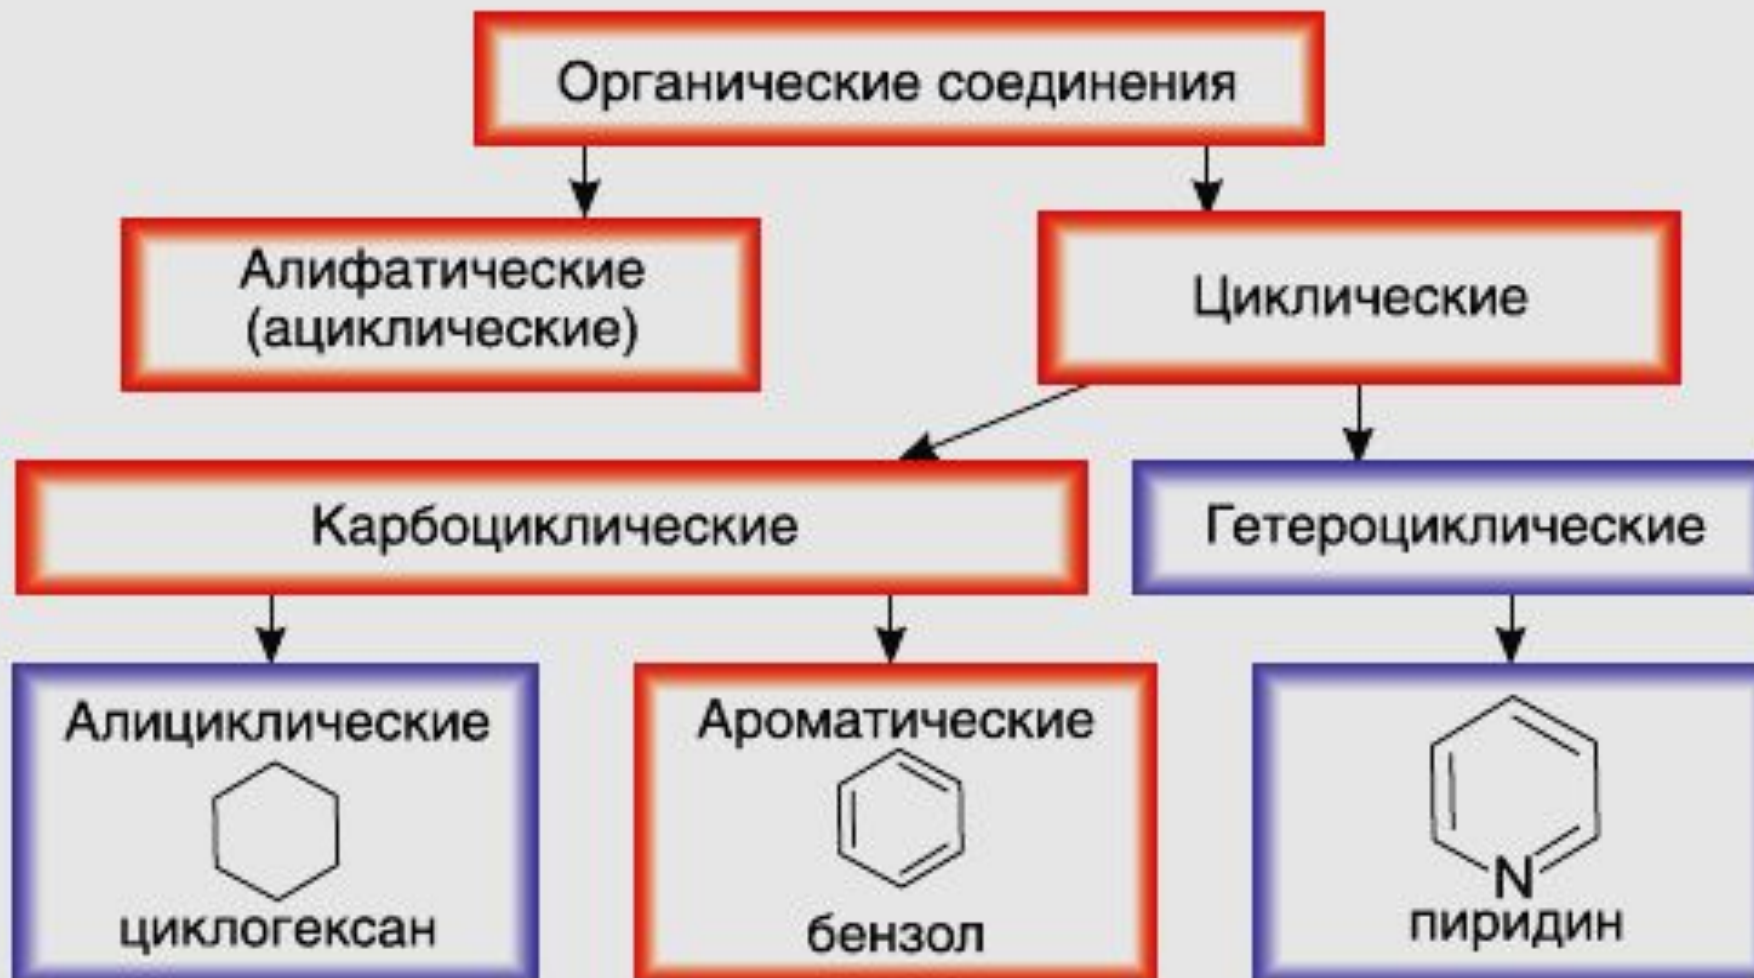 Органические соединения
Алифатические
(ациклические)
Циклические
Карбоциклические
Гетероциклические
Алициклические
циклогексан
Ароматические
бензол
N
пиридин